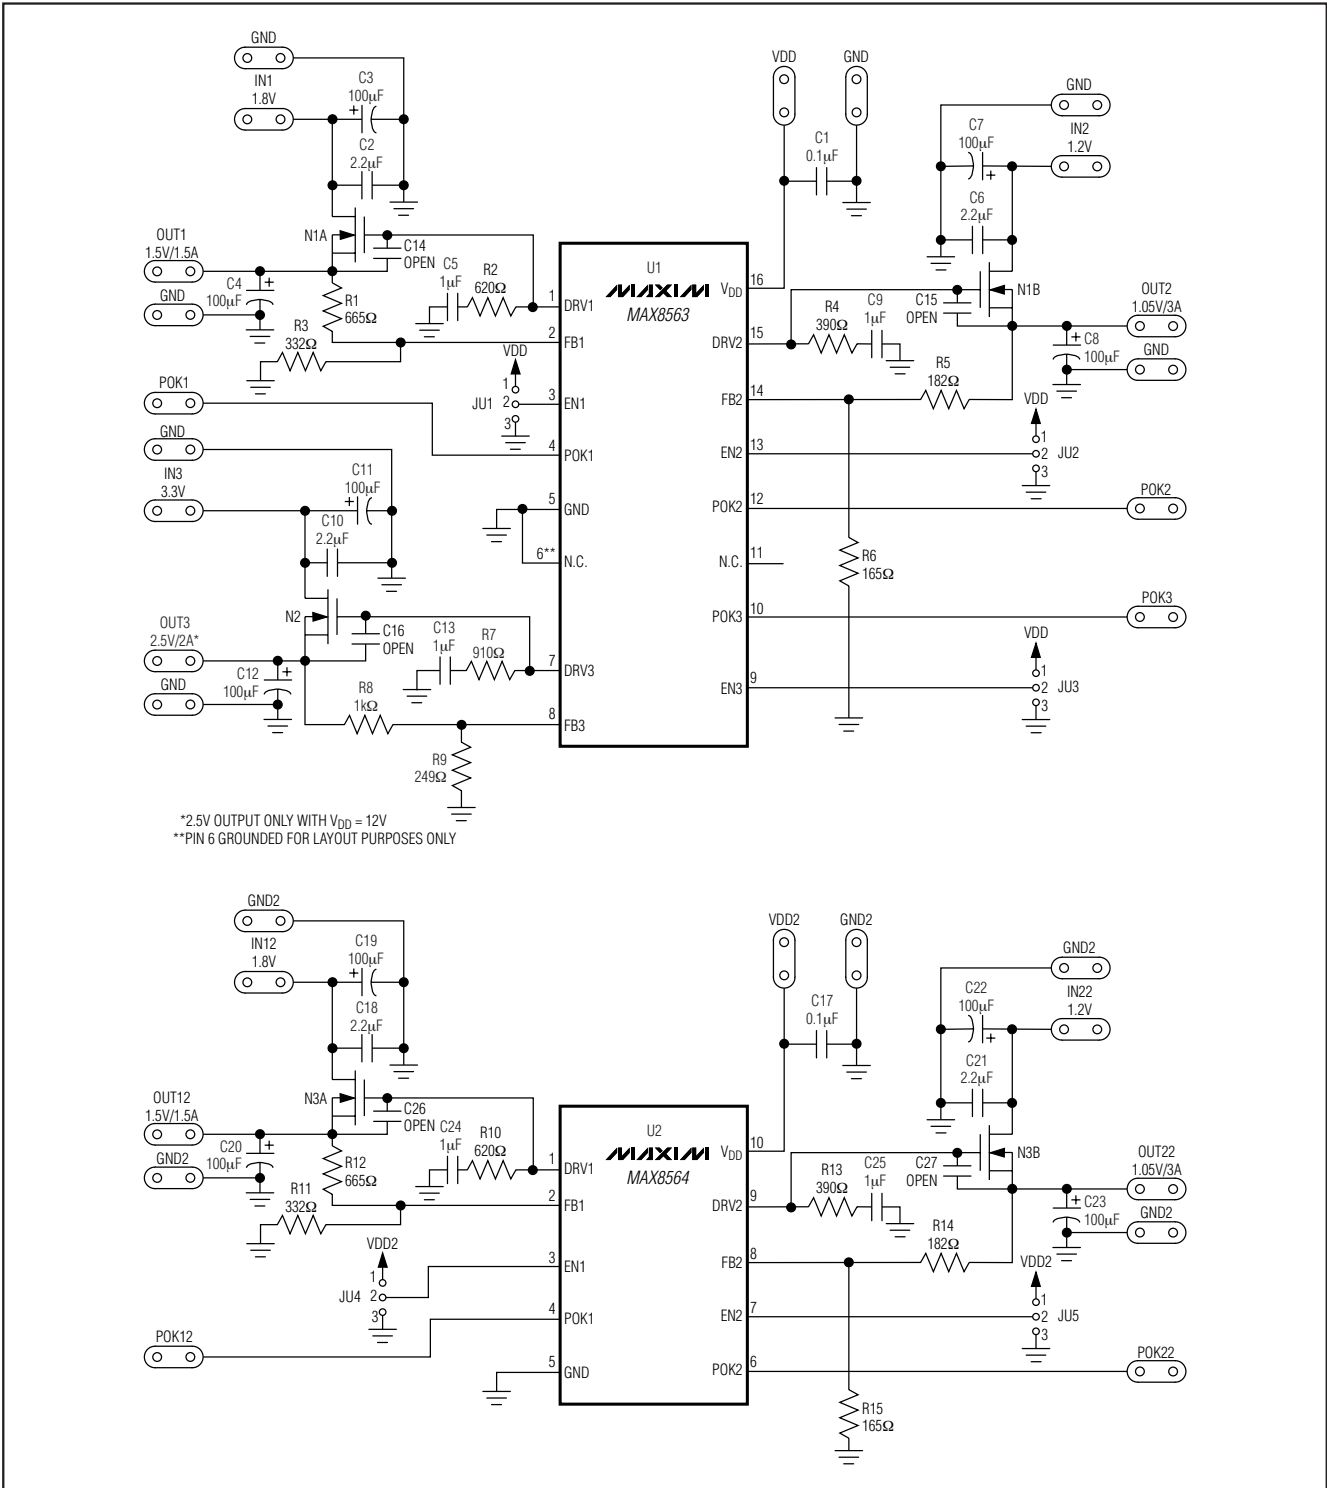 GND
IN1
1.8V
C3
100µF
+
C2
2.2µF
N1A
C14
OPEN
OUT1
1.5V/1.5A
GND
C4
100µF
+
R1
665Ω
R3
332Ω
C5
1µF
R2
620Ω
VDD
1
JU1 2
3
POK1
GND
IN3
3.3V
C11
100µF
+
C10
2.2µF
N2
C16
OPEN
OUT3
2.5V/2A*
GND
C12
100µF
+
C13
1µF
R7
910Ω
R8
1kΩ
R9
249Ω
U1
MAXIM
MAX8563
1 DRV1
2 FB1
3 EN1
4 POK1
5 GND
6** N.C.
7 DRV3
8 FB3
VDD 16
DRV2 15
FB2 14
EN2 13
POK2 12
N.C. 11
POK3 10
EN3 9
VDD
GND
C1
0.1µF
GND
IN2
1.2V
C7
100µF
+
C6
2.2µF
N1B
C15
OPEN
R4
390Ω
C9
1µF
OUT2
1.05V/3A
GND
+
C8
100µF
R5
182Ω
VDD
1
2 JU2
3
POK2
R6
165Ω
POK3
VDD
1
2 JU3
3
*2.5V OUTPUT ONLY WITH VDD = 12V
**PIN 6 GROUNDED FOR LAYOUT PURPOSES ONLY
GND2
IN12
1.8V
C19
100µF
+
C18
2.2µF
N3A
C26
OPEN
OUT12
1.5V/1.5A
GND2
C20
100µF
+
R12
665Ω
R11
332Ω
C24
1µF
R10
620Ω
VDD2
1
JU4 2
3
POK12
U2
MAXIM
MAX8564
1 DRV1
2 FB1
3 EN1
4 POK1
5 GND
VDD 10
DRV2 9
FB2 8
EN2 7
POK2 6
VDD2
GND2
C17
0.1µF
GND2
IN22
1.2V
C22
100µF
+
C21
2.2µF
N3B
C27
OPEN
R13
390Ω
C25
1µF
OUT22
1.05V/3A
GND2
+
C23
100µF
R14
182Ω
VDD2
1
2 JU5
3
POK22
R15
165Ω